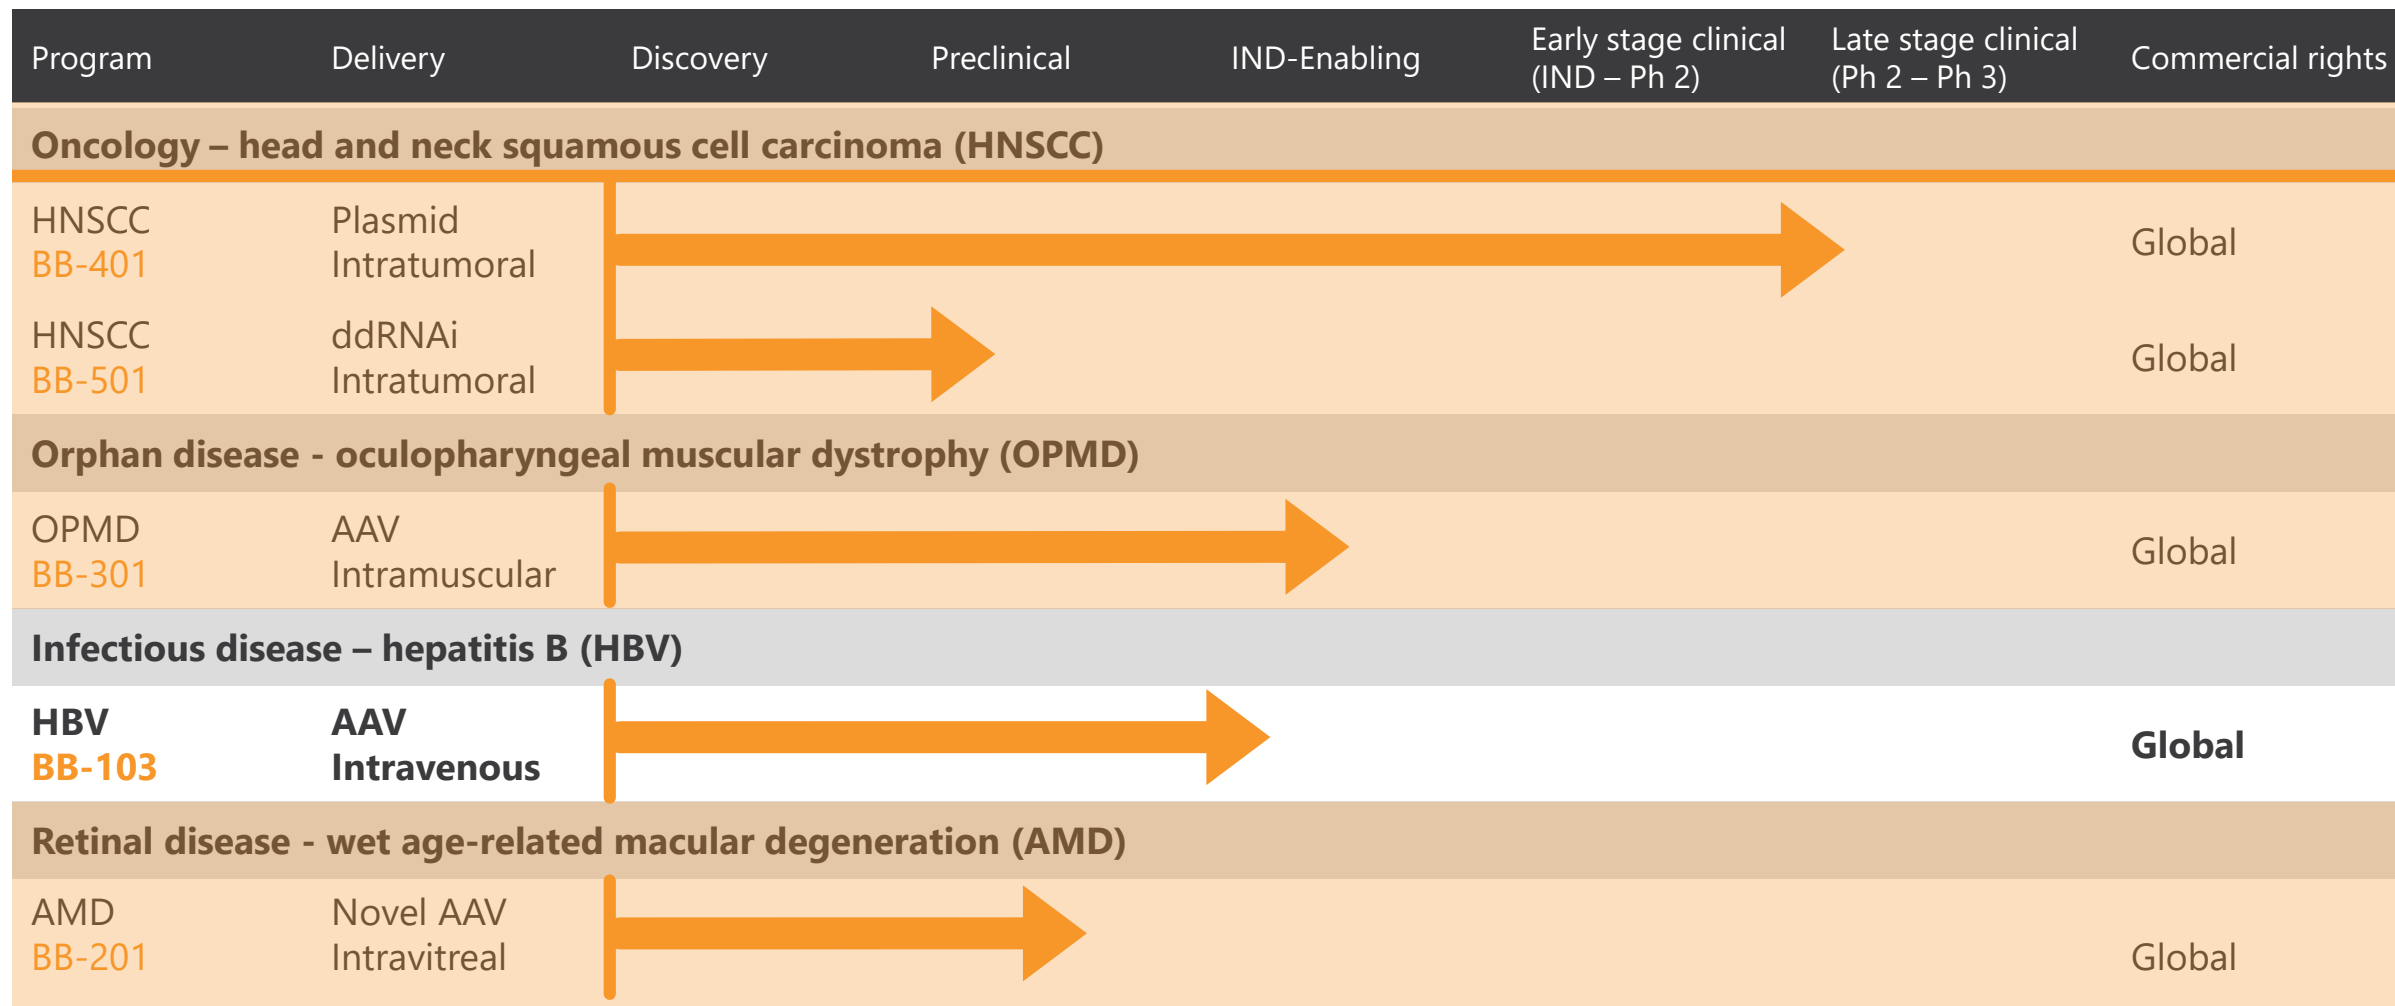 Program Delivery Discovery Preclinical IND-Enabling Early stage clinical (IND – Ph 2) Late stage clinical (Ph 2 – Ph 3) Commercial rights
Oncology – head and neck squamous cell carcinoma (HNSCC)
HNSCC Plasmid
BB-401 Intratumoral
Global
HNSCC ddRNAi
BB-501 Intratumoral
Global
Orphan disease - oculopharyngeal muscular dystrophy (OPMD)
OPMD AAV
BB-301 Intramuscular
Global
Infectious disease – hepatitis B (HBV)
HBV AAV
BB-103 Intravenous
Global
Retinal disease - wet age-related macular degeneration (AMD)
AMD Novel AAV
BB-201 Intravitreal Global